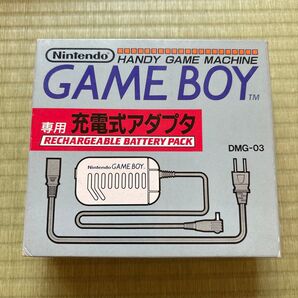 Nintendo
HANDY GAME MACHINE
GAME BOY TM
専用 充電式アダプタ
RECHARGEABLE BATTERY PACK
DMG-03
Nintendo GAME BOY